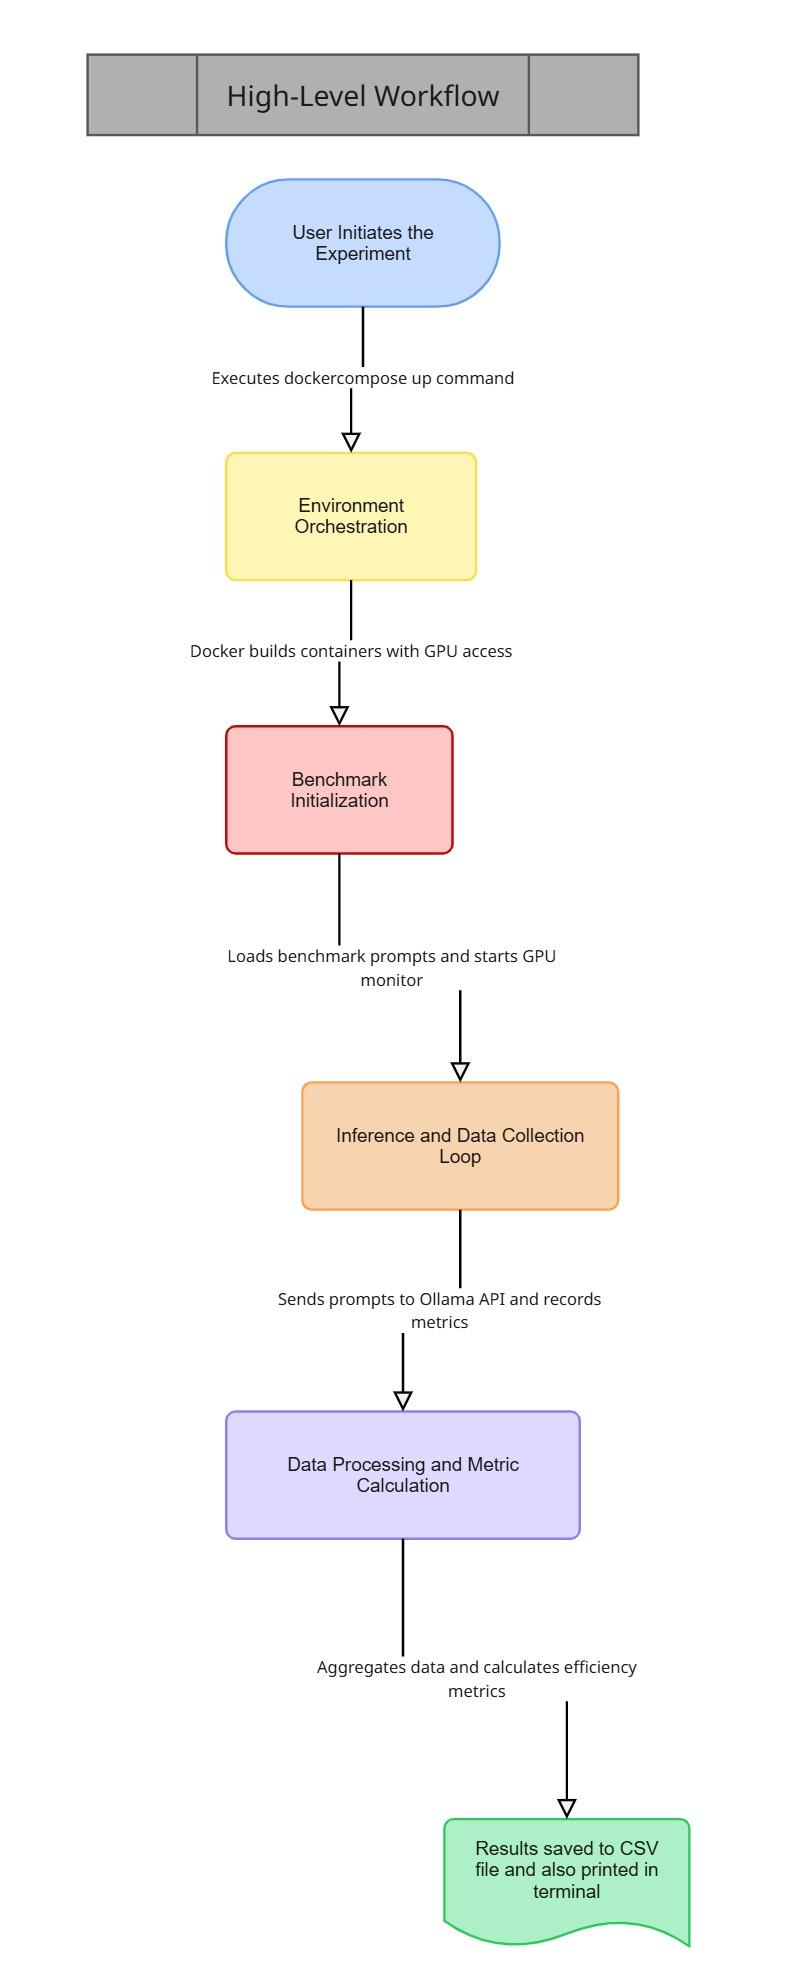 High-Level Workflow
User Initiates the
Experiment
Executes dockercompose up command
Environment
Orchestration
Docker builds containers with GPU access
Benchmark
Initialization
Loads benchmark prompts and starts GPU
monitor
Inference and Data Collection
Loop
Sends prompts to Ollama API and records
metrics
Data Processing and Metric
Calculation
Aggregates data and calculates efficiency
metrics
Results saved to CSV
file and also printed in
terminal